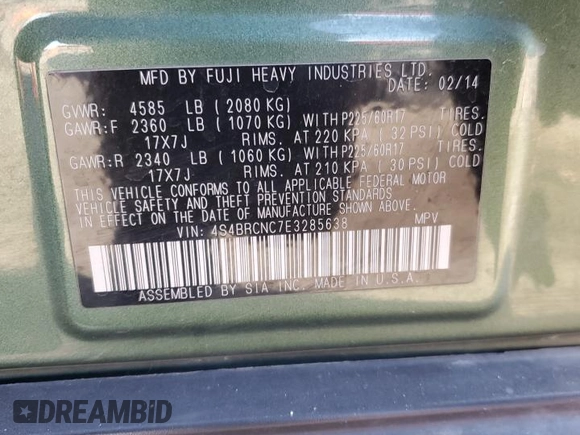 MFD BY FUJI HEAVY INDUSTRIES LTD.
DATE: 02/14
GVWR: 4585 LB (2080 KG)
GAWR:F 2360 LB (1070 KG) WITH P225/60R17 TIRES.
17X7J RIMS. AT 220 KPA (32 PSI) COLD
GAWR:R 2340 LB (1060 KG) WITH P225/60R17 TIRES.
17X7J RIMS. AT 210 KPA (30 PSI) COLD
THIS VEHICLE CONFORMS TO ALL APPLICABLE FEDERAL MOTOR
VEHICLE SAFETY AND THEFT PREVENTION STANDARDS
IN EFFECT ON THE DATE OF MANUFACTURE SHOWN ABOVE.
VIN: 4S4BRCNC7E3285638 MPV
ASSEMBLED BY SIA INC. MADE IN U.S.A.
DREAMBID